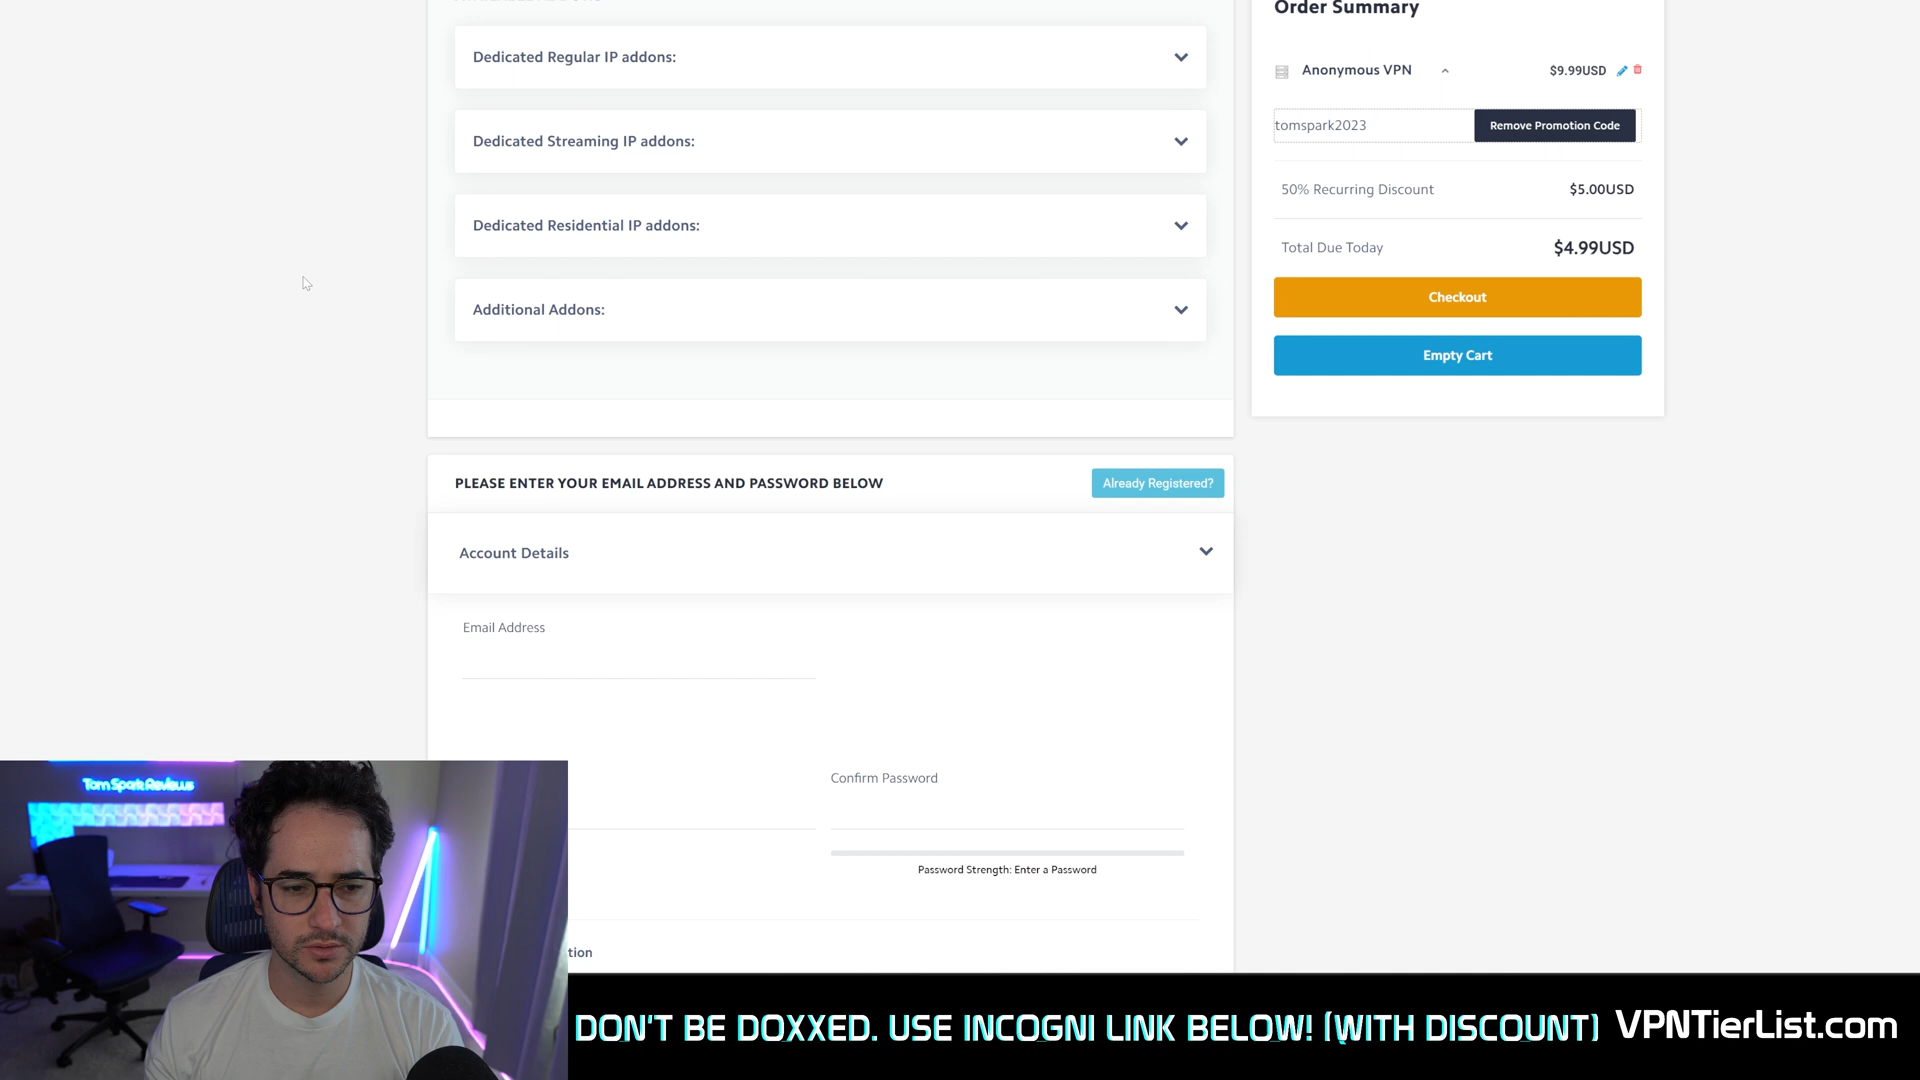 Order Summary
Dedicated Regular IP addons:
Dedicated Streaming IP addons:
Dedicated Residential IP addons:
Additional Addons:
Anonymous VPN
$9.99USD
tomspark2023
Remove Promotion Code
50% Recurring Discount
$5.00USD
Total Due Today
$4.99USD
Checkout
Empty Cart
PLEASE ENTER YOUR EMAIL ADDRESS AND PASSWORD BELOW
Already Registered?
Account Details
Email Address
Confirm Password
Password Strength: Enter a Password
tion
Tom Spark Reviews
DON'T BE DOXXED. USE INCOGNI LINK BELOW! (WITH DISCOUNT)
VPNTierList.com